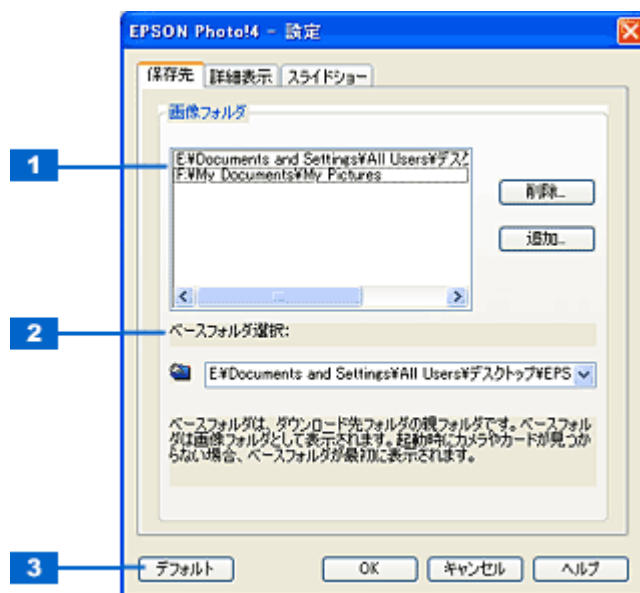 EPSON Photo!4 - 設定
保存先 詳細表示 スライドショー
画像フォルダ
1
E:¥Documents and Settings¥All Users¥デスク
F:¥My Documents¥My Pictures
削除...
追加...
2
ベースフォルダ選択:
E:¥Documents and Settings¥All Users¥デスクトップ¥EPS
ベースフォルダは、ダウンロード先フォルダの親フォルダです。ベースフォル
ダは画像フォルダとして表示されます。起動時にカメラやカードが見つか
らない場合、ベースフォルダが最初に表示されます。
3
デフォルト OK キャンセル ヘルプ